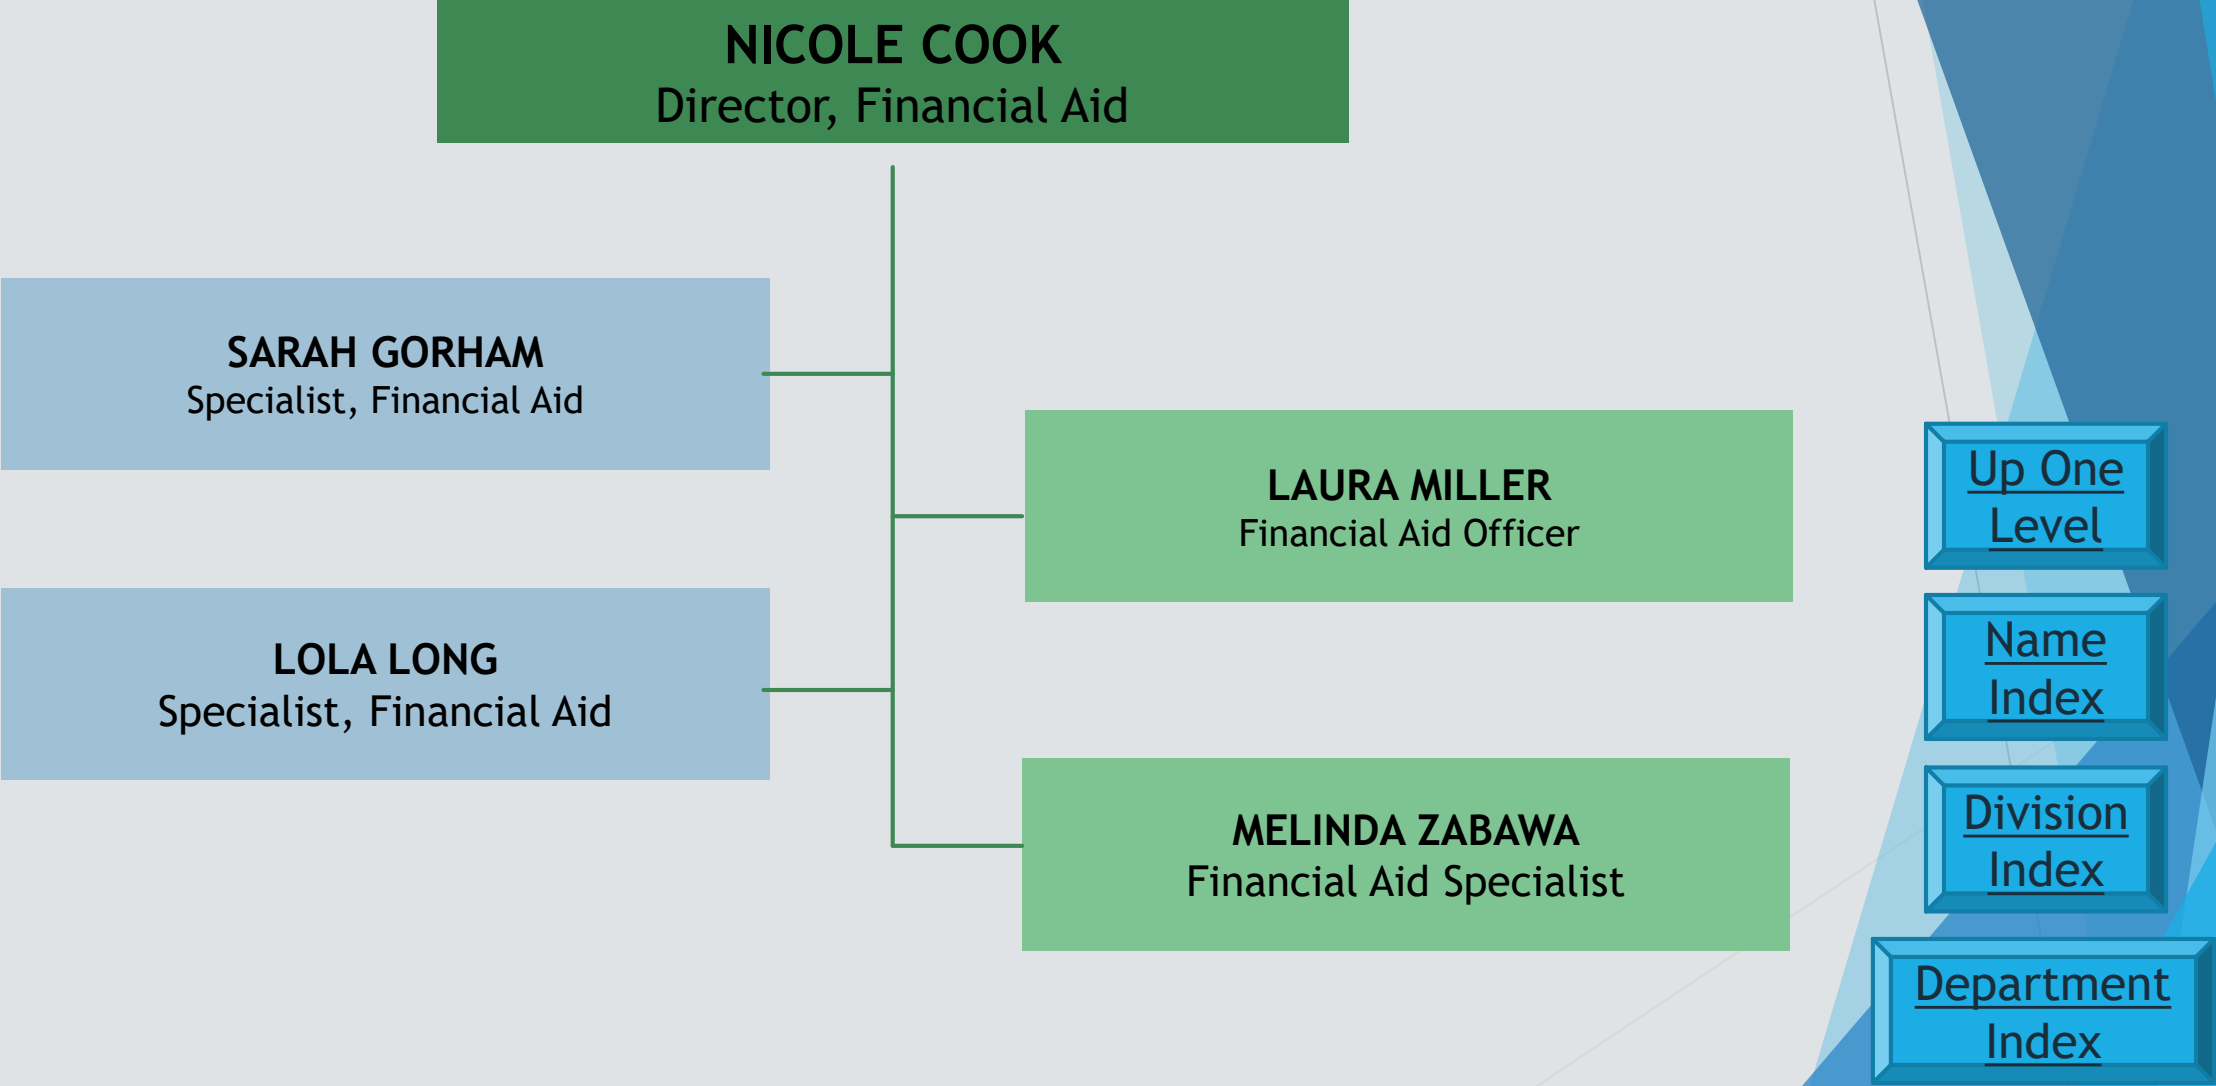 NICOLE COOK
Director, Financial Aid
SARAH GORHAM
Specialist, Financial Aid
LAURA MILLER
Financial Aid Officer
LOLA LONG
Specialist, Financial Aid
MELINDA ZABAWA
Financial Aid Specialist
Up One
Level
Name
Index
Division
Index
Department
Index